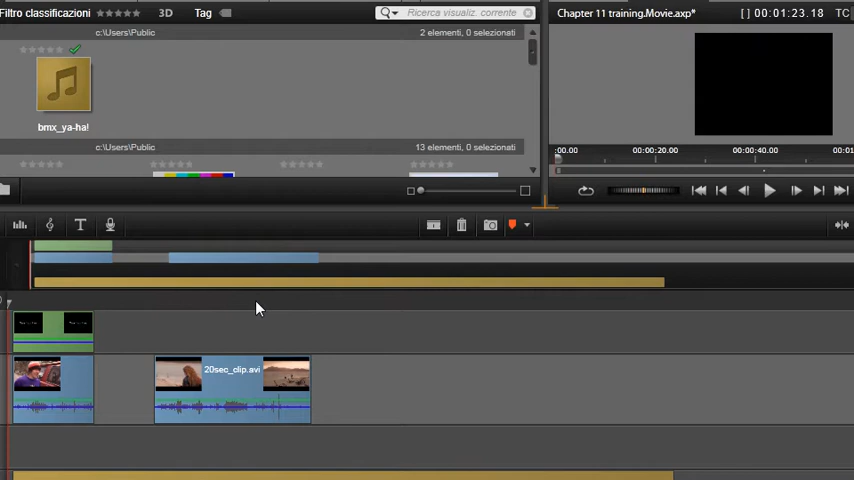 Filtro classificazioni 3D Tag Ricerca visualiz. corrente
Chapter 11 training.Movie.axp* [ ] 00:01:23.18 TC
c:\Users\Public 2 elementi, 0 selezionati
bmx_ya-ha!
c:\Users\Public 13 elementi, 0 selezionati
:00.00 00:00:20.00 00:00:40.00 00:01
20sec_clip.avi